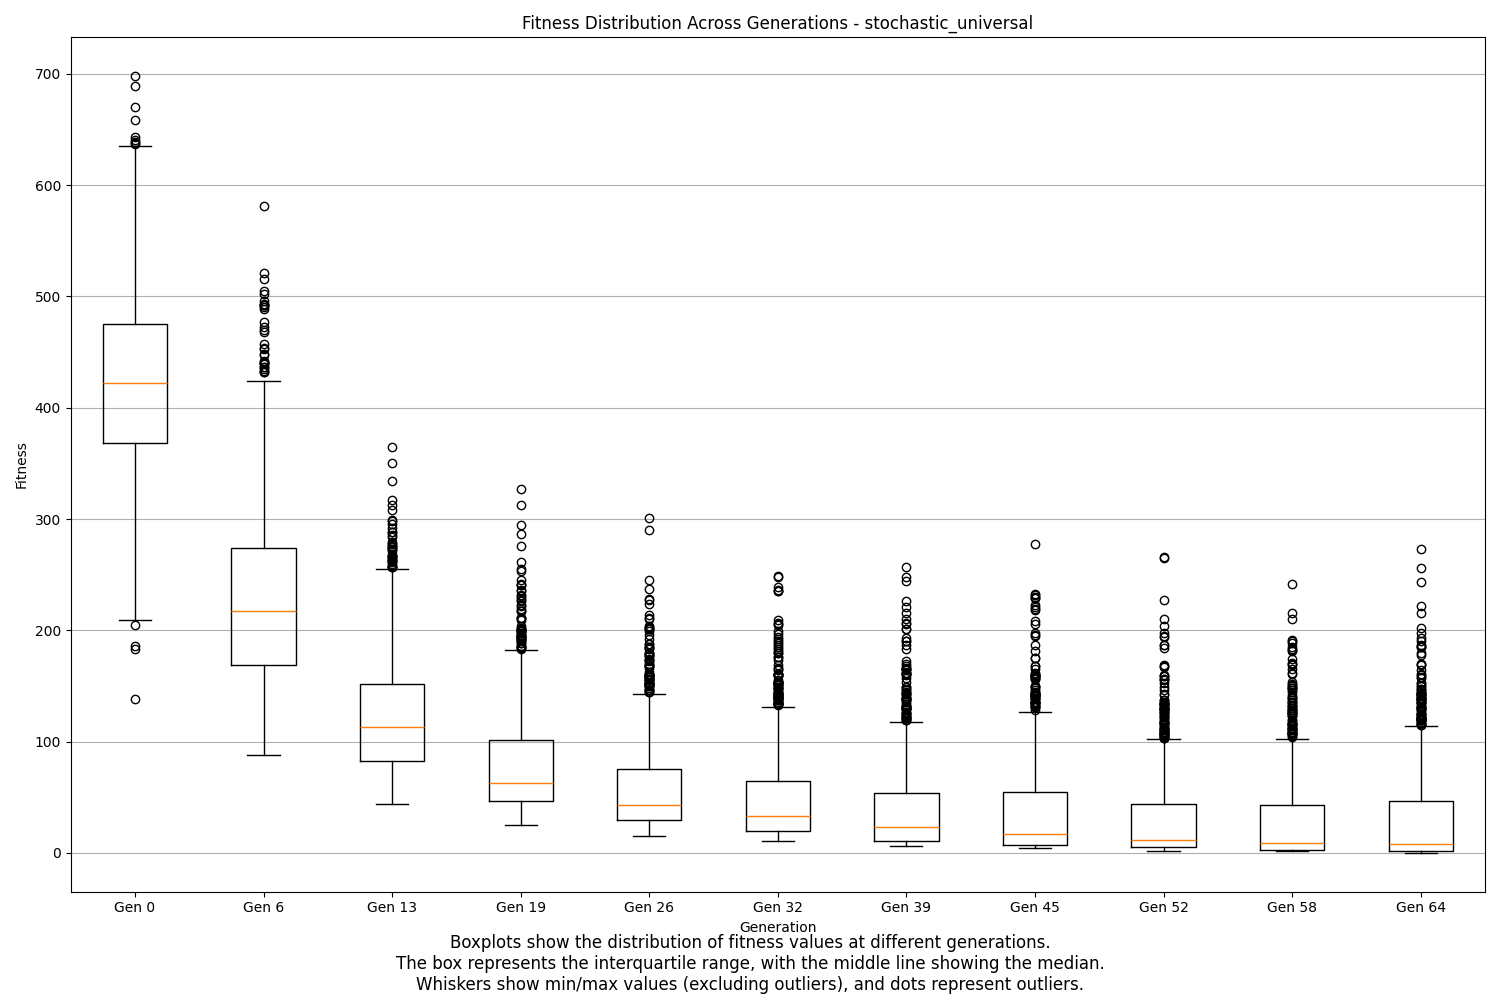 Fitness Distribution Across Generations - stochastic_universal
Fitness
700
600
500
400
300
200
100
0
Gen 0 Gen 6 Gen 13 Gen 19 Gen 26 Gen 32 Gen 39 Gen 45 Gen 52 Gen 58 Gen 64
Generation
Boxplots show the distribution of fitness values at different generations.
The box represents the interquartile range, with the middle line showing the median.
Whiskers show min/max values (excluding outliers), and dots represent outliers.